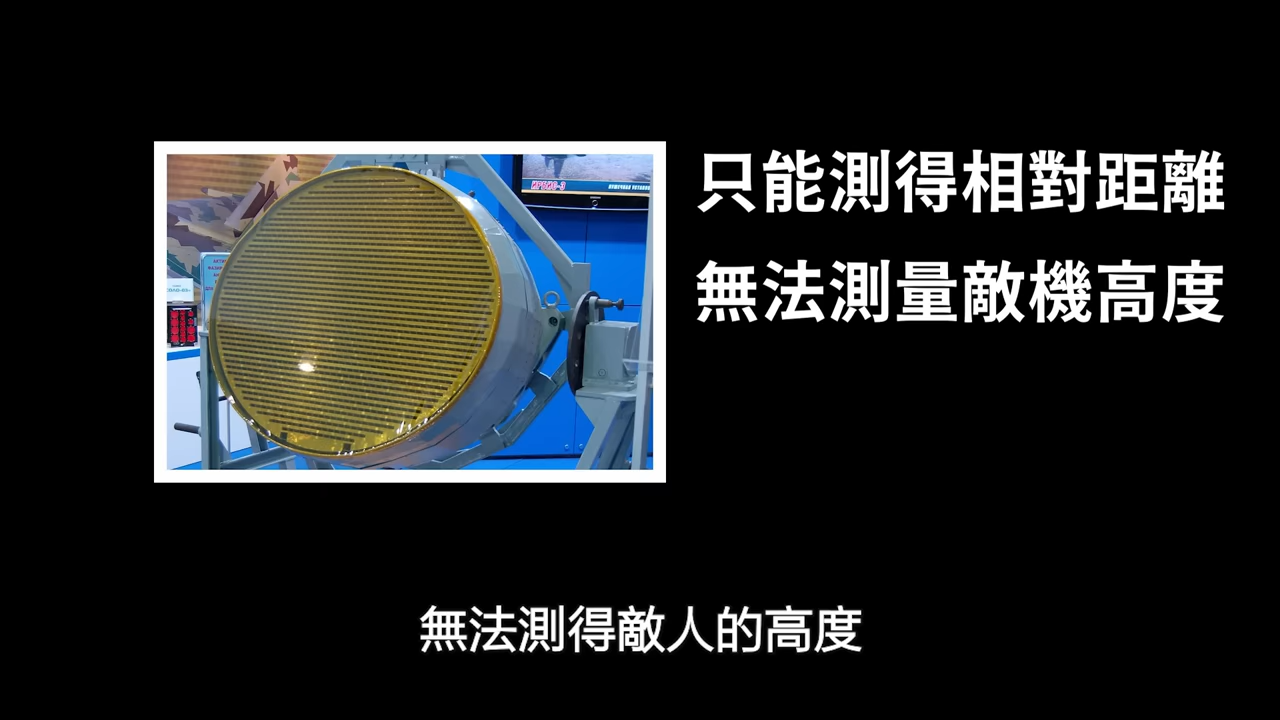 只能測得相對距離
無法測量敵機高度
無法測得敵人的高度